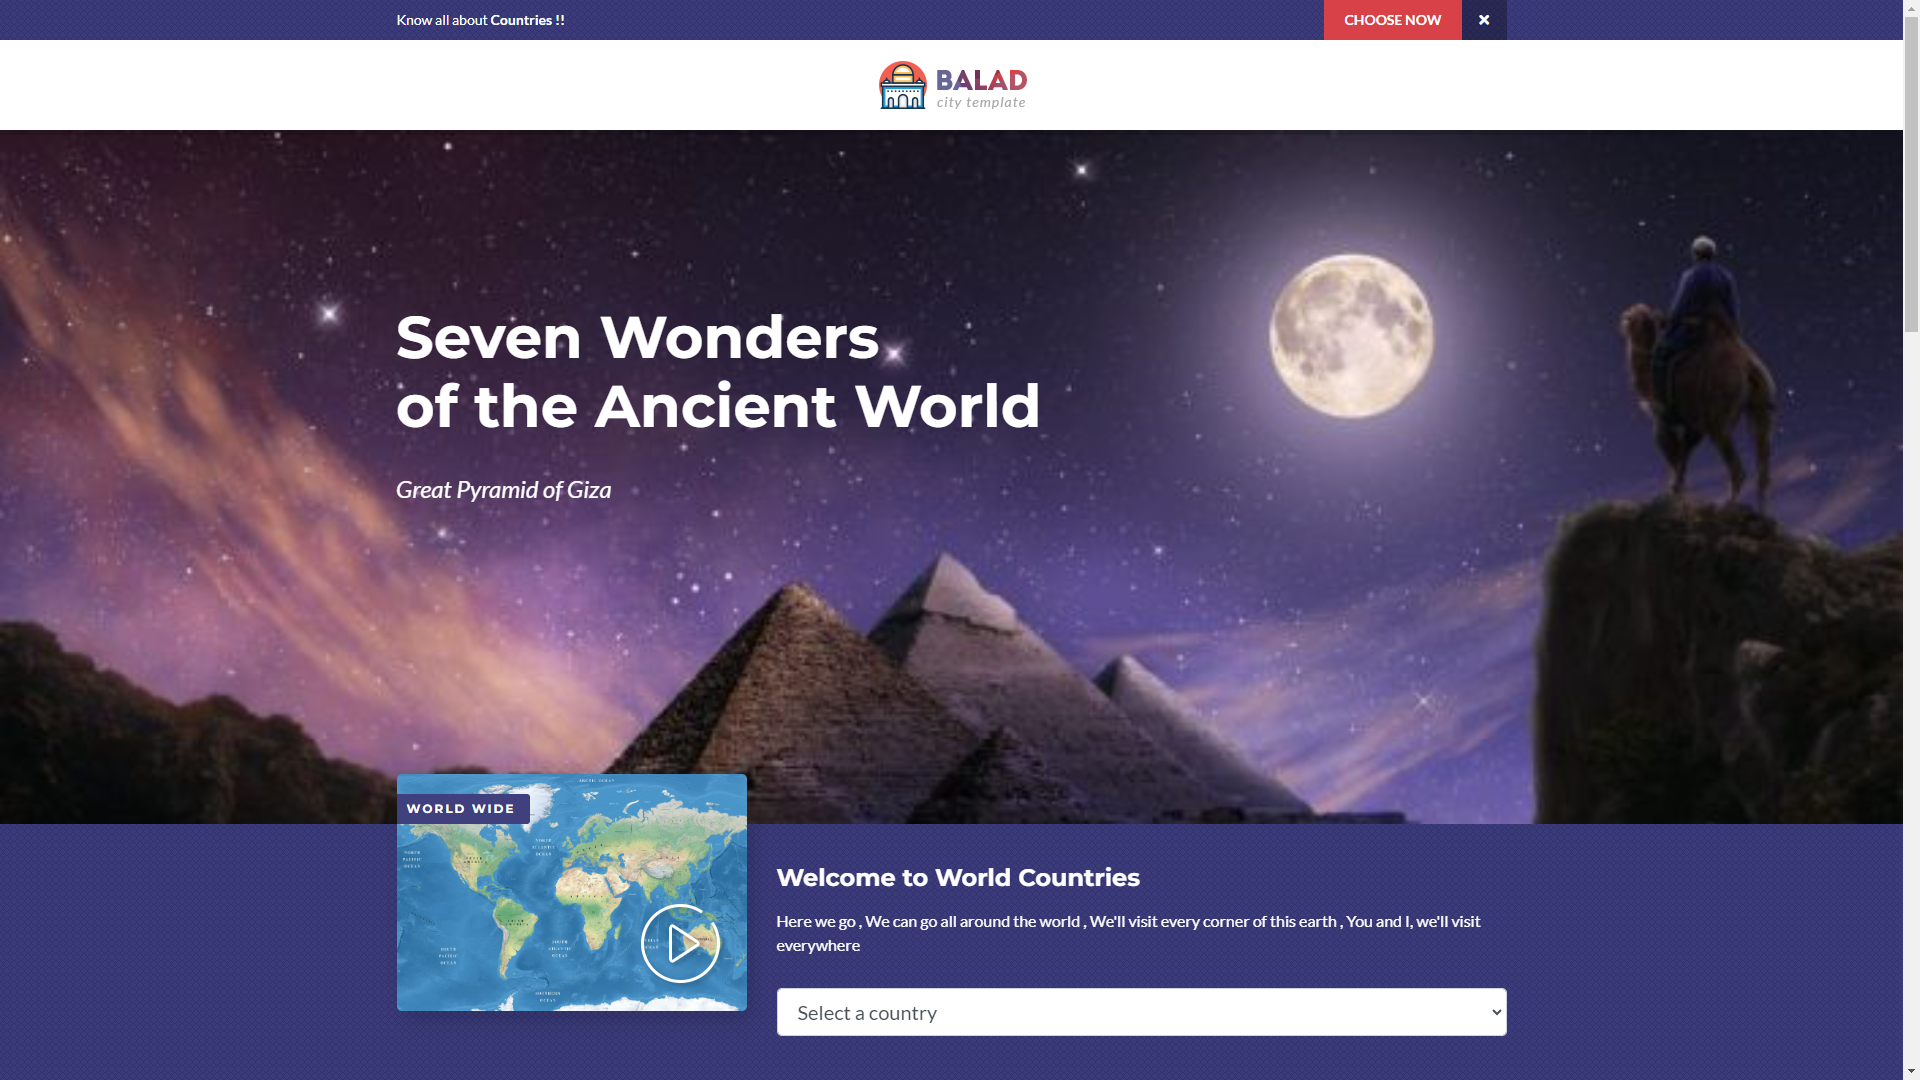 Know all about Countries !!
CHOOSE NOW
BALAD
city template
Seven Wonders
of the Ancient World
Great Pyramid of Giza
WORLD WIDE
Welcome to World Countries
Here we go , We can go all around the world , We'll visit every corner of this earth , You and I, we'll visit
everywhere
Select a country